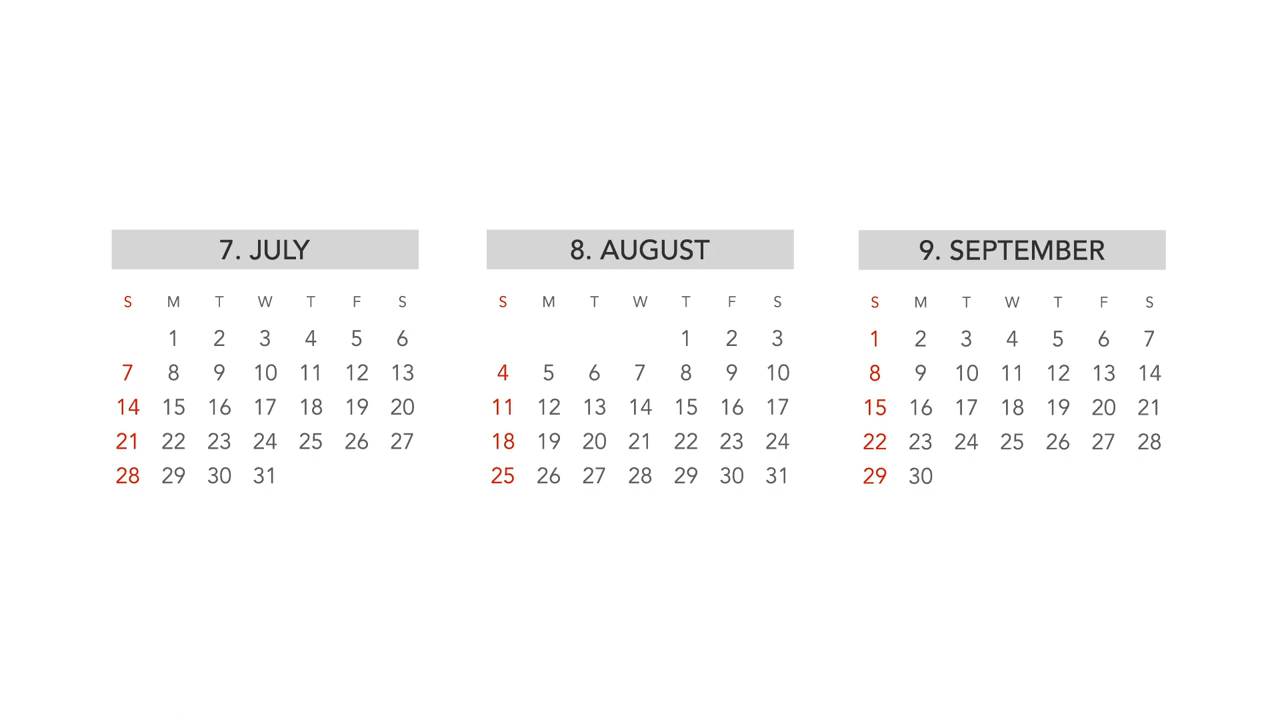 7. JULY
S M T W T F S
1 2 3 4 5 6
7 8 9 10 11 12 13
14 15 16 17 18 19 20
21 22 23 24 25 26 27
28 29 30 31
8. AUGUST
S M T W T F S
1 2 3
4 5 6 7 8 9 10
11 12 13 14 15 16 17
18 19 20 21 22 23 24
25 26 27 28 29 30 31
9. SEPTEMBER
S M T W T F S
1 2 3 4 5 6 7
8 9 10 11 12 13 14
15 16 17 18 19 20 21
22 23 24 25 26 27 28
29 30